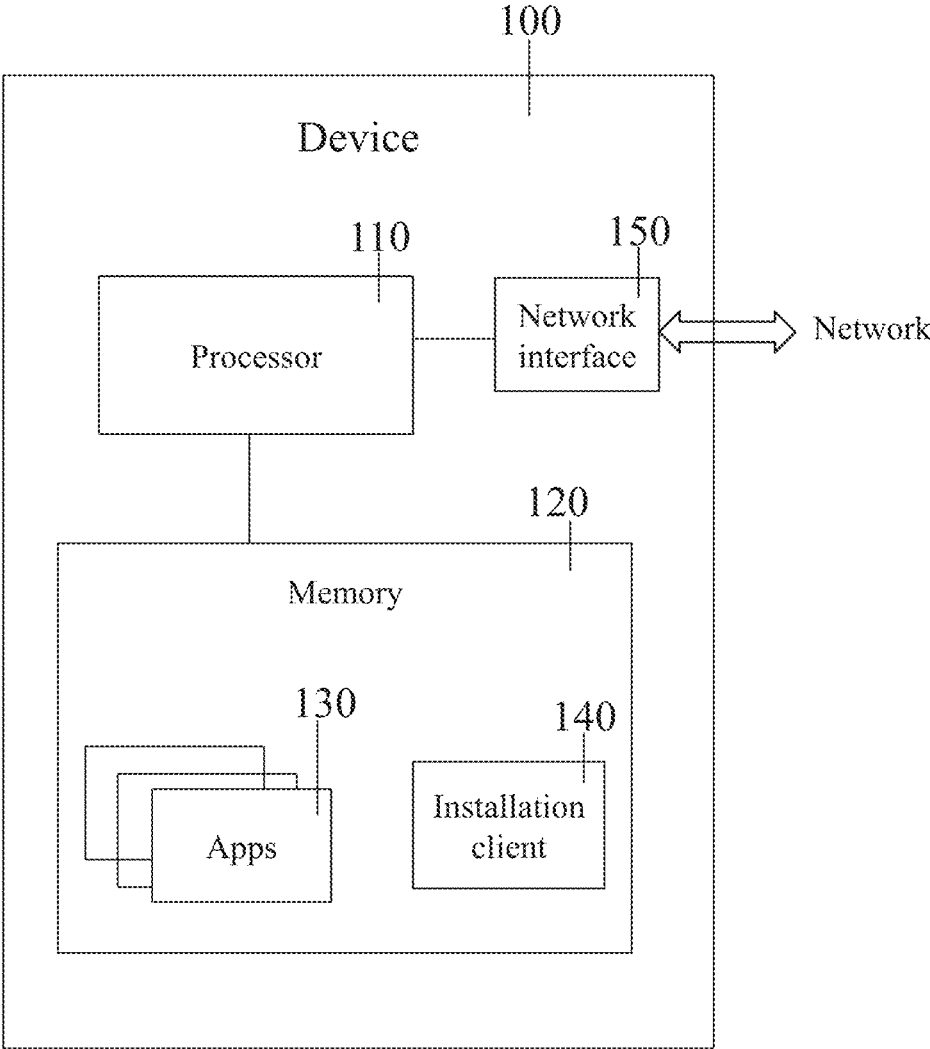 100
Device
110
150
Processor
Network
interface
Network
120
Memory
130
140
Apps
Installation
client